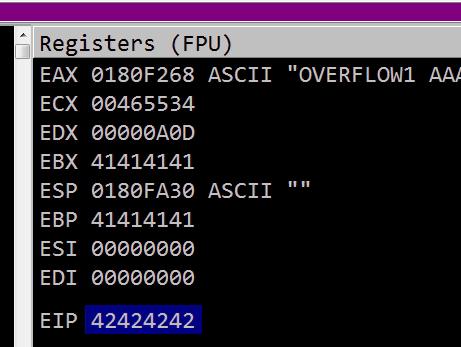 Registers (FPU)
EAX 0180F268 ASCII "OVERFLOW1 AAA
ECX 00465534
EDX 00000A0D
EBX 41414141
ESP 0180FA30 ASCII ""
EBP 41414141
ESI 00000000
EDI 00000000
EIP 42424242